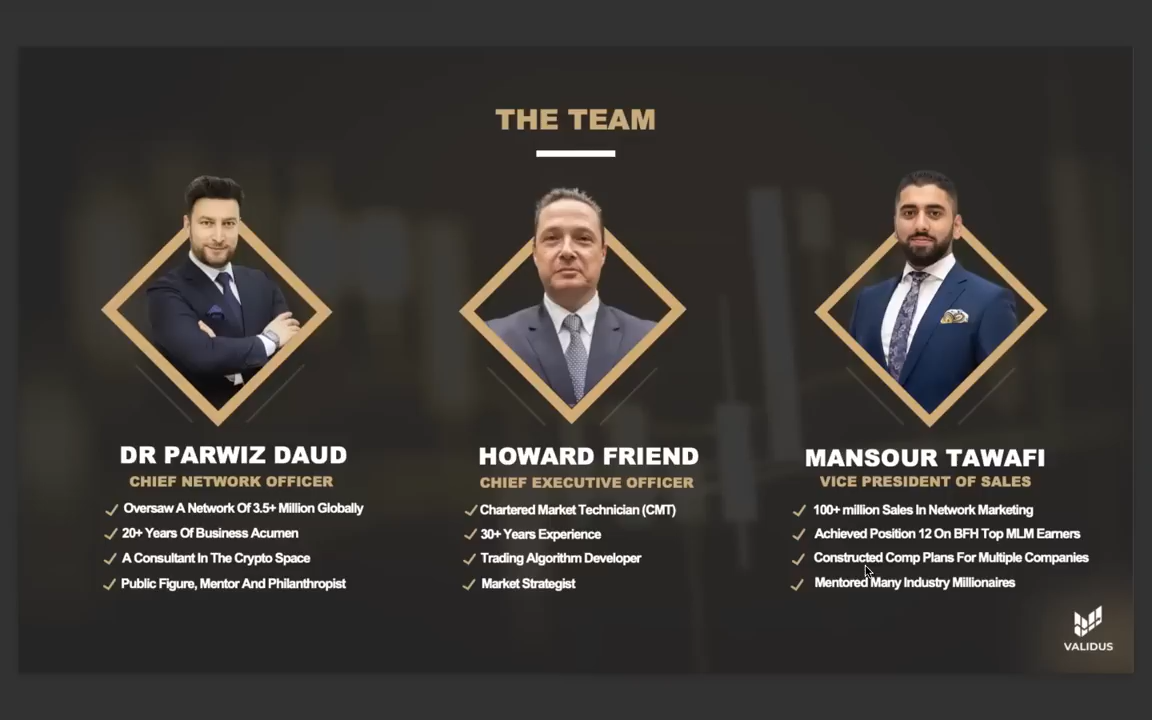 THE TEAM
DR PARWIZ DAUD
CHIEF NETWORK OFFICER
Oversaw A Network Of 3.5+ Million Globally
20+ Years Of Business Acumen
A Consultant In The Crypto Space
Public Figure, Mentor And Philanthropist
HOWARD FRIEND
CHIEF EXECUTIVE OFFICER
Chartered Market Technician (CMT)
30+ Years Experience
Trading Algorithm Developer
Market Strategist
MANSOUR TAWAFI
VICE PRESIDENT OF SALES
100+ million Sales In Network Marketing
Achieved Position 12 On BFH Top MLM Earners
Constructed Comp Plans For Multiple Companies
Mentored Many Industry Millionaires
VALIDUS